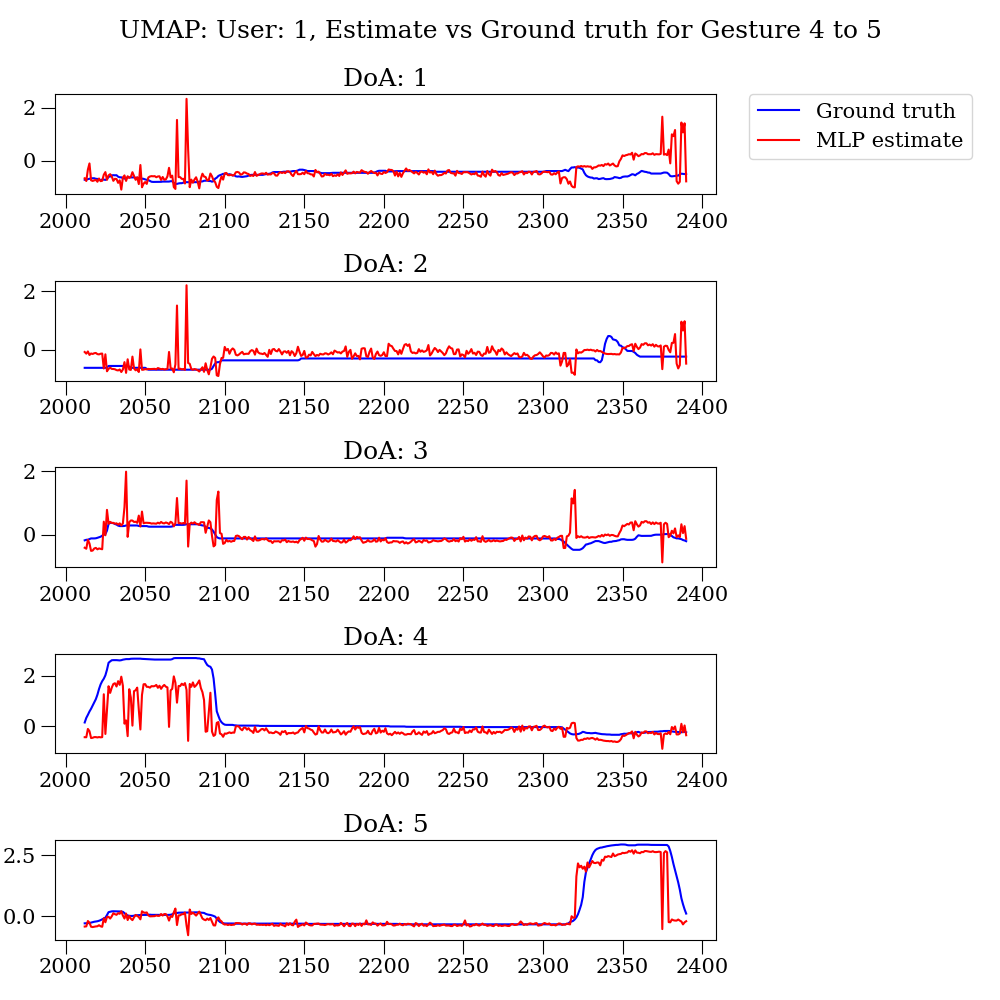 UMAP: User: 1, Estimate vs Ground truth for Gesture 4 to 5
DoA: 1
Ground truth
MLP estimate
2
0
2000 2050 2100 2150 2200 2250 2300 2350 2400
DoA: 2
2
0
2000 2050 2100 2150 2200 2250 2300 2350 2400
DoA: 3
2
0
2000 2050 2100 2150 2200 2250 2300 2350 2400
DoA: 4
2
0
2000 2050 2100 2150 2200 2250 2300 2350 2400
DoA: 5
2.5
0.0
2000 2050 2100 2150 2200 2250 2300 2350 2400